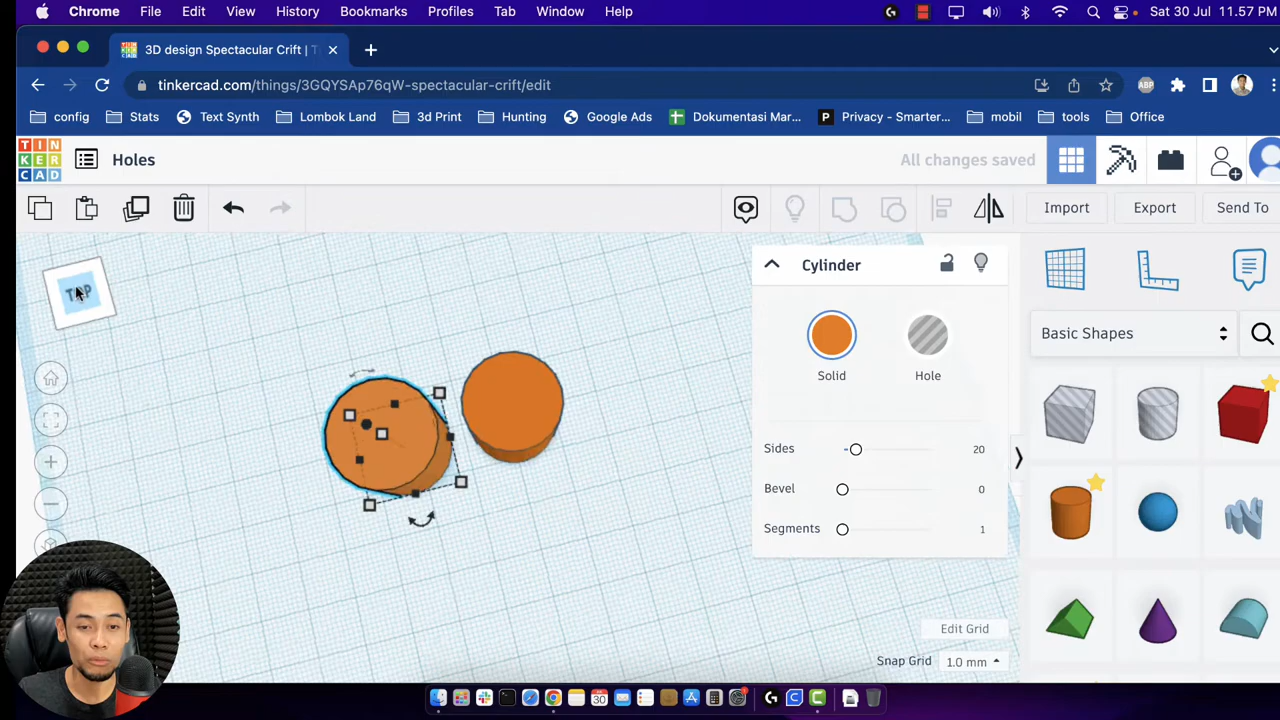 Chrome File Edit View History Bookmarks Profiles Tab Window Help Sat 30 Jul 11.57 PM
3D design Spectacular Crift | T
tinkercad.com/things/3GQYSAp76qW-spectacular-crift/edit
ABP
config Stats Text Synth Lombok Land 3d Print Hunting Google Ads Dokumentasi Mar... Privacy - Smarter... mobil tools Office
TIN
KER
CAD
Holes
All changes saved
Import Export Send To
TOP
Cylinder
Solid Hole
Sides 20
Bevel 0
Segments 1
Basic Shapes
Edit Grid
Snap Grid 1.0 mm